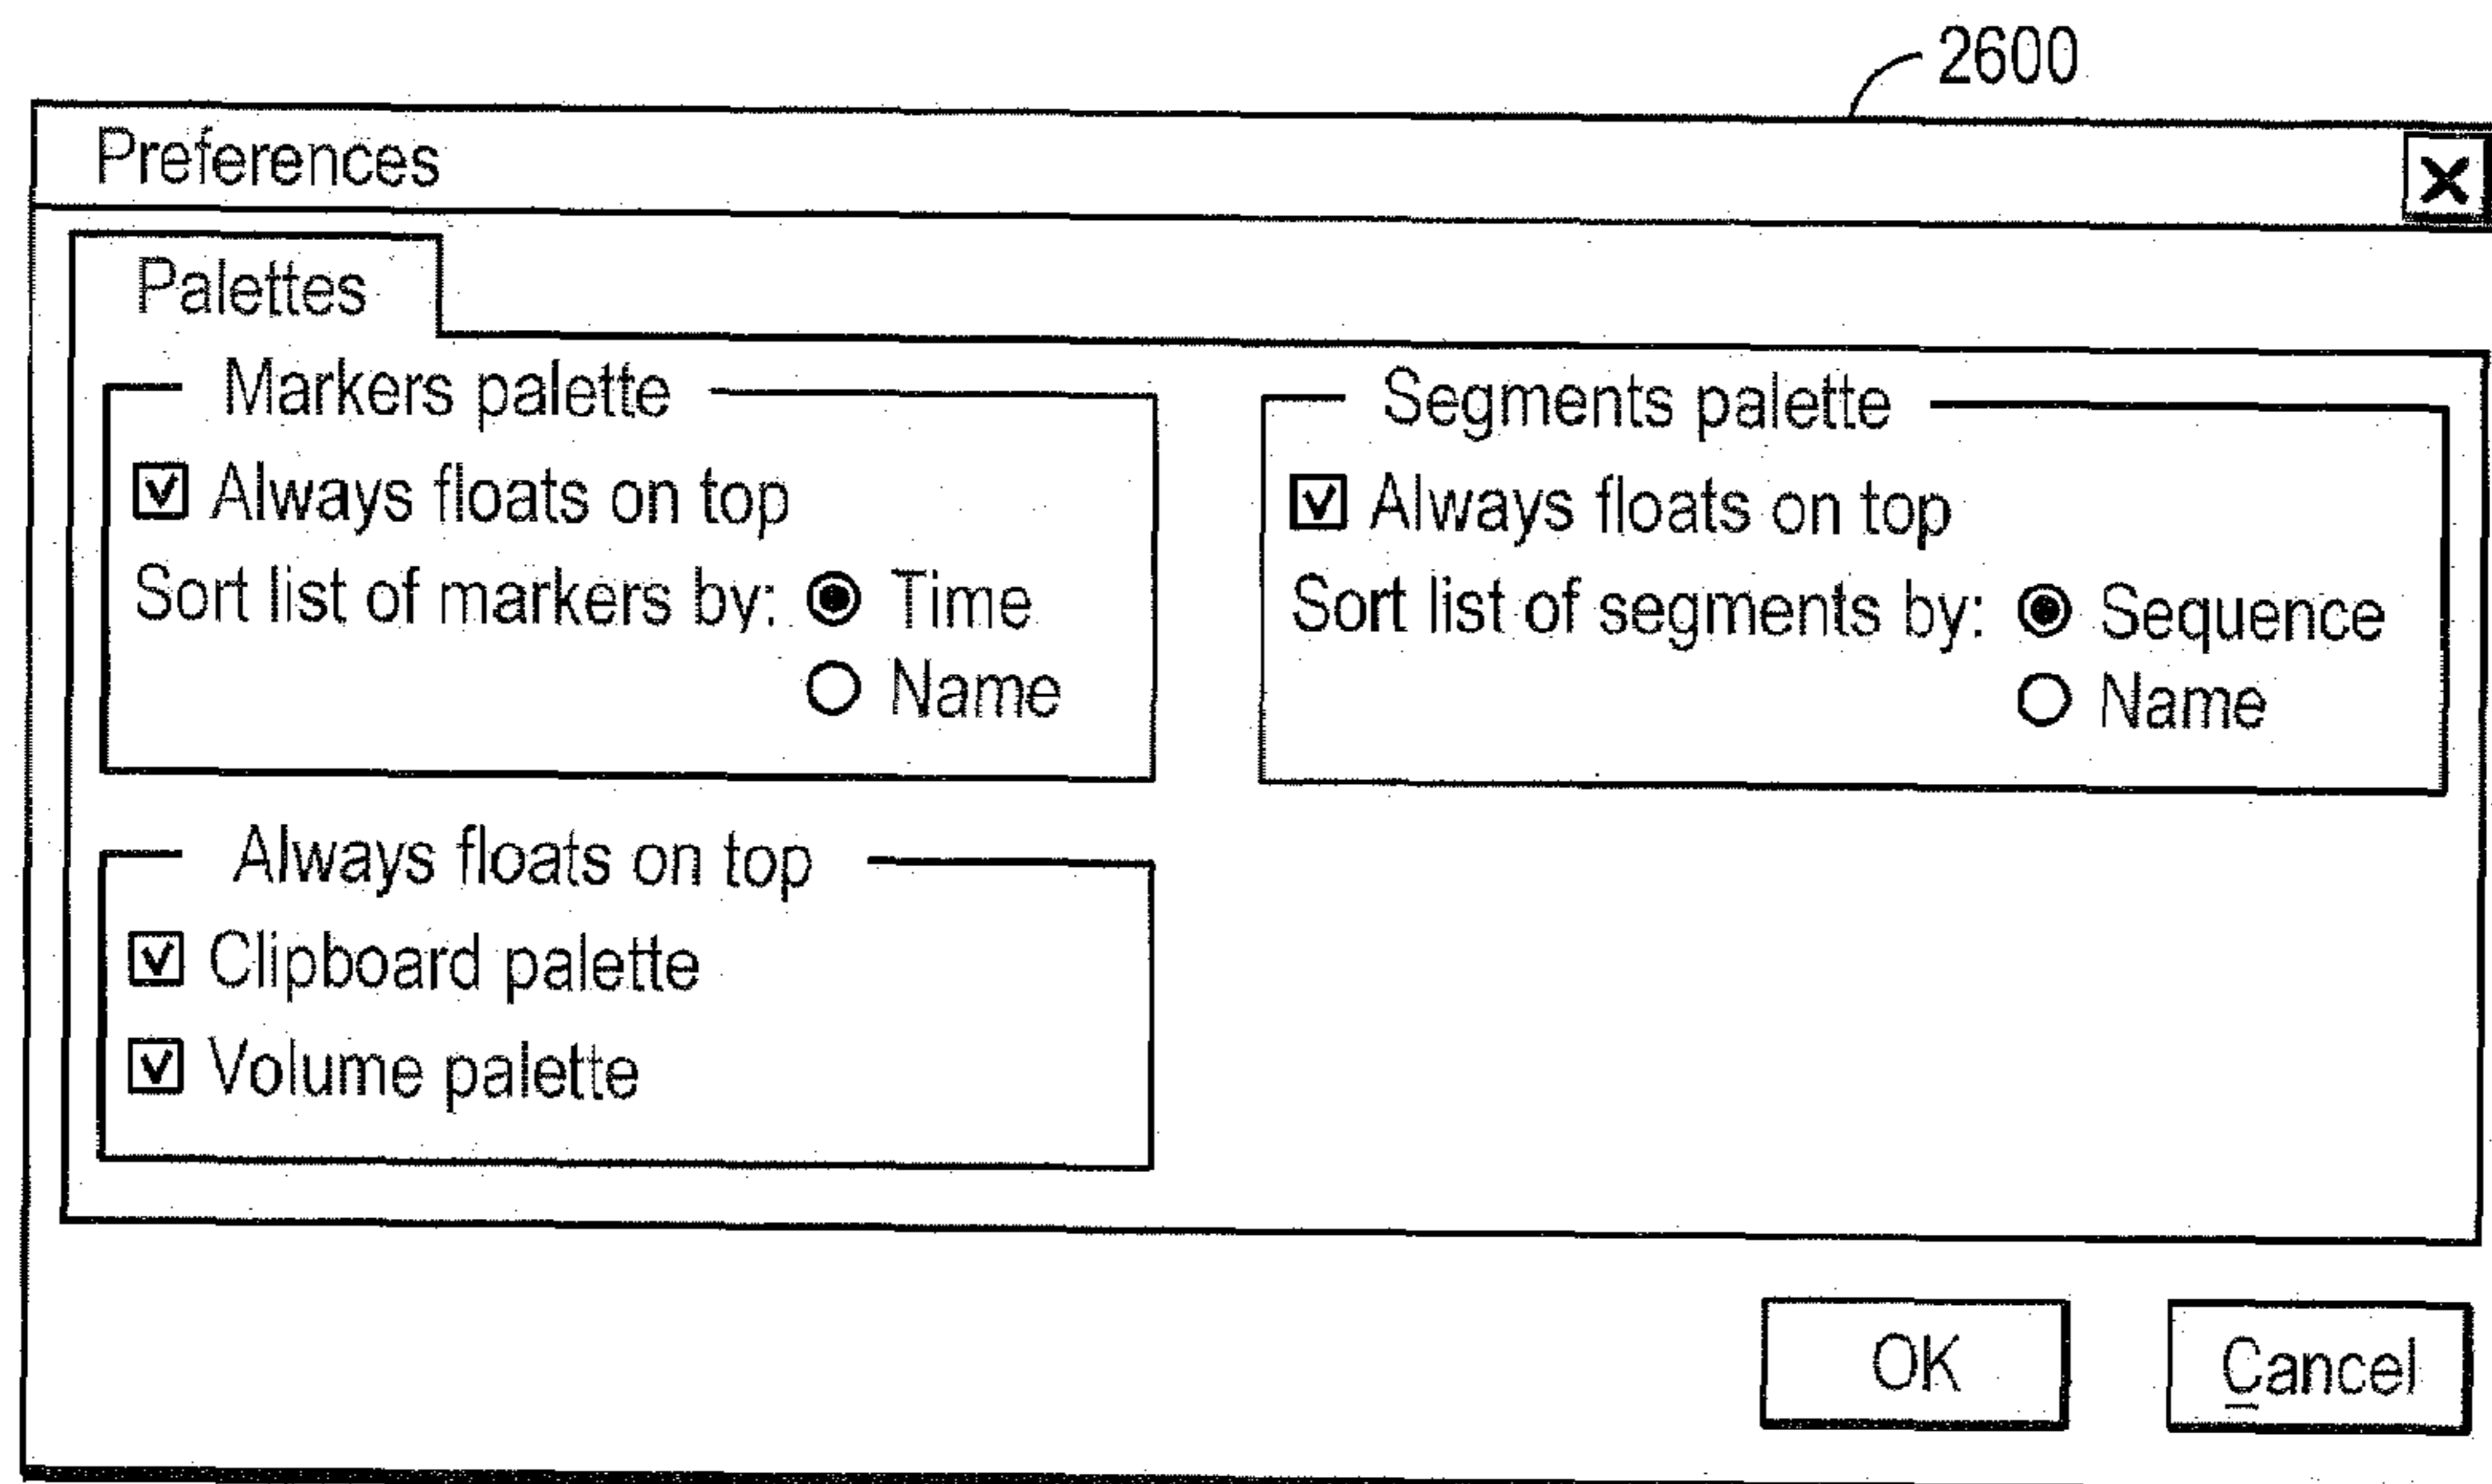 2600
Preferences
Palettes
Markers palette
Always floats on top
Sort list of markers by: Time
Name
Segments palette
Always floats on top
Sort list of segments by: Sequence
Name
Always floats on top
Clipboard palette
Volume palette
OK
Cancel